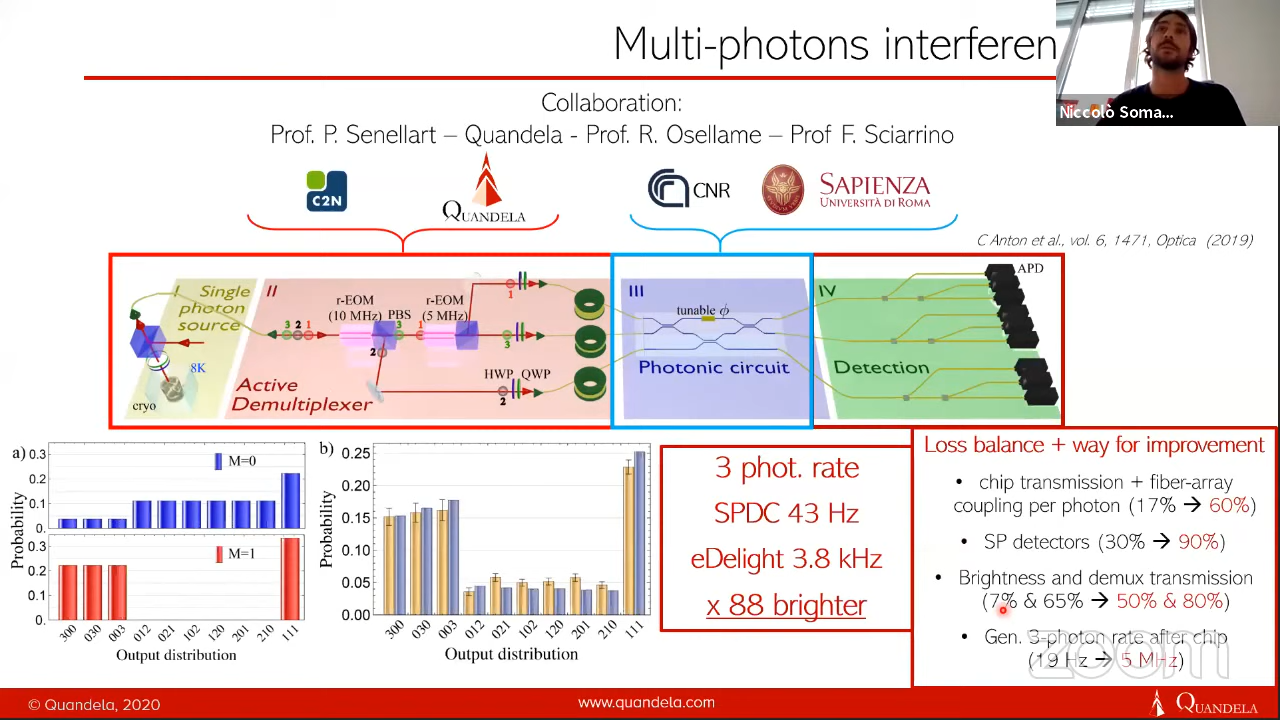 Multi-photons interferen
Niccolò Soma...
Collaboration:
Prof. P. Senellart – Quandela - Prof. R. Osellame – Prof F. Sciarrino
C2N
QUANDELA
CNR
SAPIENZA
UNIVERSITÀ DI ROMA
C Anton et al., vol. 6, 1471, Optica (2019)
I Single
photon
source
8K
cryo
II
r-EOM
(10 MHz)
PBS
r-EOM
(5 MHz)
3 2 1
3
1
2
1
3
HWP QWP
2
Active
Demultiplexer
III
tunable ϕ
Photonic circuit
IV
APD
Detection
a)
Probability
0.3
0.2
0.1
0.
M=0
0.3
0.2
0.1
0.
M=1
300 030 003 012 021 102 120 201 210 111
Output distribution
b)
Probability
0.25
0.20
0.15
0.10
0.05
0.00
300 030 003 012 021 102 120 201 210 111
Output distribution
3 phot. rate
SPDC 43 Hz
eDelight 3.8 kHz
x 88 brighter
Loss balance + way for improvement
• chip transmission + fiber-array
coupling per photon (17% → 60%)
• SP detectors (30% → 90%)
• Brightness and demux transmission
(7% & 65% → 50% & 80%)
• Gen. 3-photon rate after chip
(19 Hz → 5 MHz)
zoom
© Quandela, 2020
www.quandela.com
QUANDELA